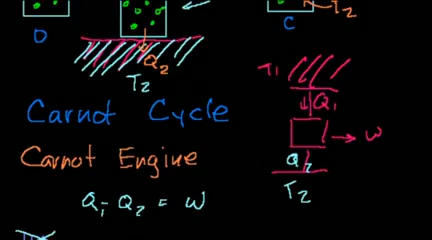 D
Q₂
T₂
C
T₂
Carnot Cycle
Carnot Engine
Q₁ - Q₂ = W
T₁
Q₁
W
Q₂
T₂